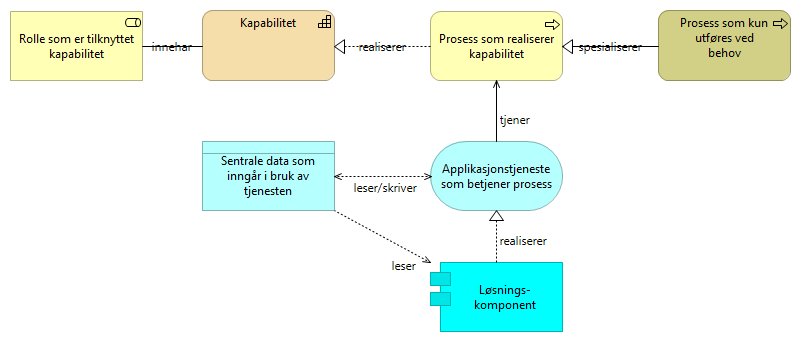 Rolle som er tilknyttet
kapabilitet
innehar
Kapabilitet
realiserer
Prosess som realiserer
kapabilitet
spesialiserer
Prosess som kun
utføres ved
behov
tjener
Sentrale data som
inngår i bruk av
tjenesten
leser/skriver
Applikasjonstjeneste
som betjener prosess
leser
realiserer
Løsnings-
komponent